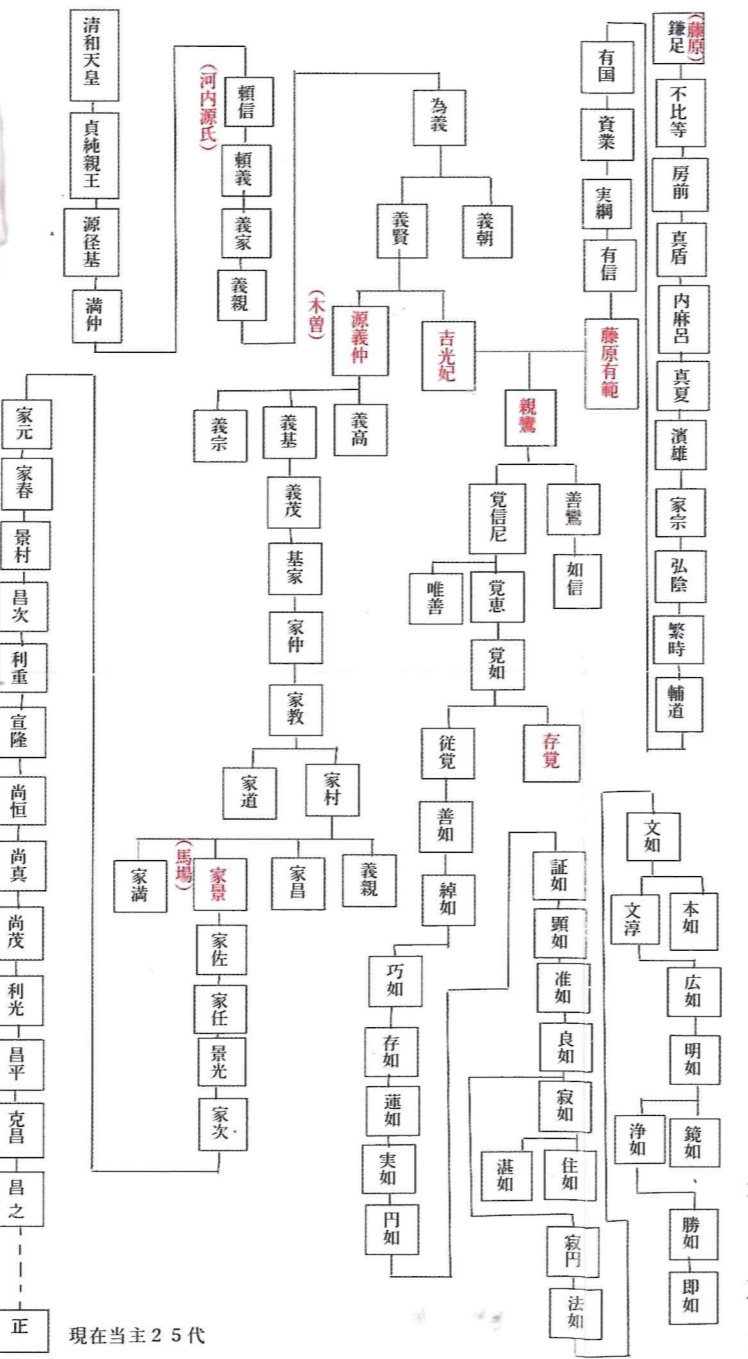 (藤原)
鎌足
不比等
房前
真盾
内麻呂
真夏
濱雄
家宗
弘陰
繁時
輔道
有国
資業
実綱
有信
藤原有範
清和天皇
貞純親王
源径基
満仲
(河内源氏)
頼信
頼義
義家
義親
為義
義朝
義賢
吉光妃
(木曽)
源義仲
義高
義基
義宗
義茂
基家
家仲
家教
家村
家道
義親
家昌
(馬場)
家景
家満
家佐
家任
景光
家次
家元
家春
景村
昌次
利重
宣隆
尚恒
尚真
尚茂
利光
昌平
克昌
昌之
正
現在当主25代
親鸞
善鸞
如信
覚信尼
覚恵
唯善
覚如
存覚
従覚
善如
綽如
巧如
存如
蓮如
実如
円如
証如
顕如
准如
良如
寂如
住如
湛如
寂円
法如
文如
本如
文淳
広如
明如
鏡如
浄如
勝如
即如